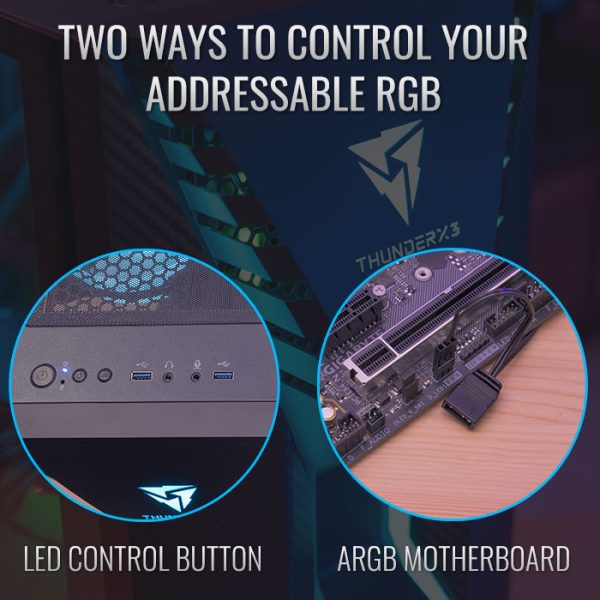 TWO WAYS TO CONTROL YOUR
ADDRESSABLE RGB
THUNDERX3
LED CONTROL BUTTON
ARGB MOTHERBOARD